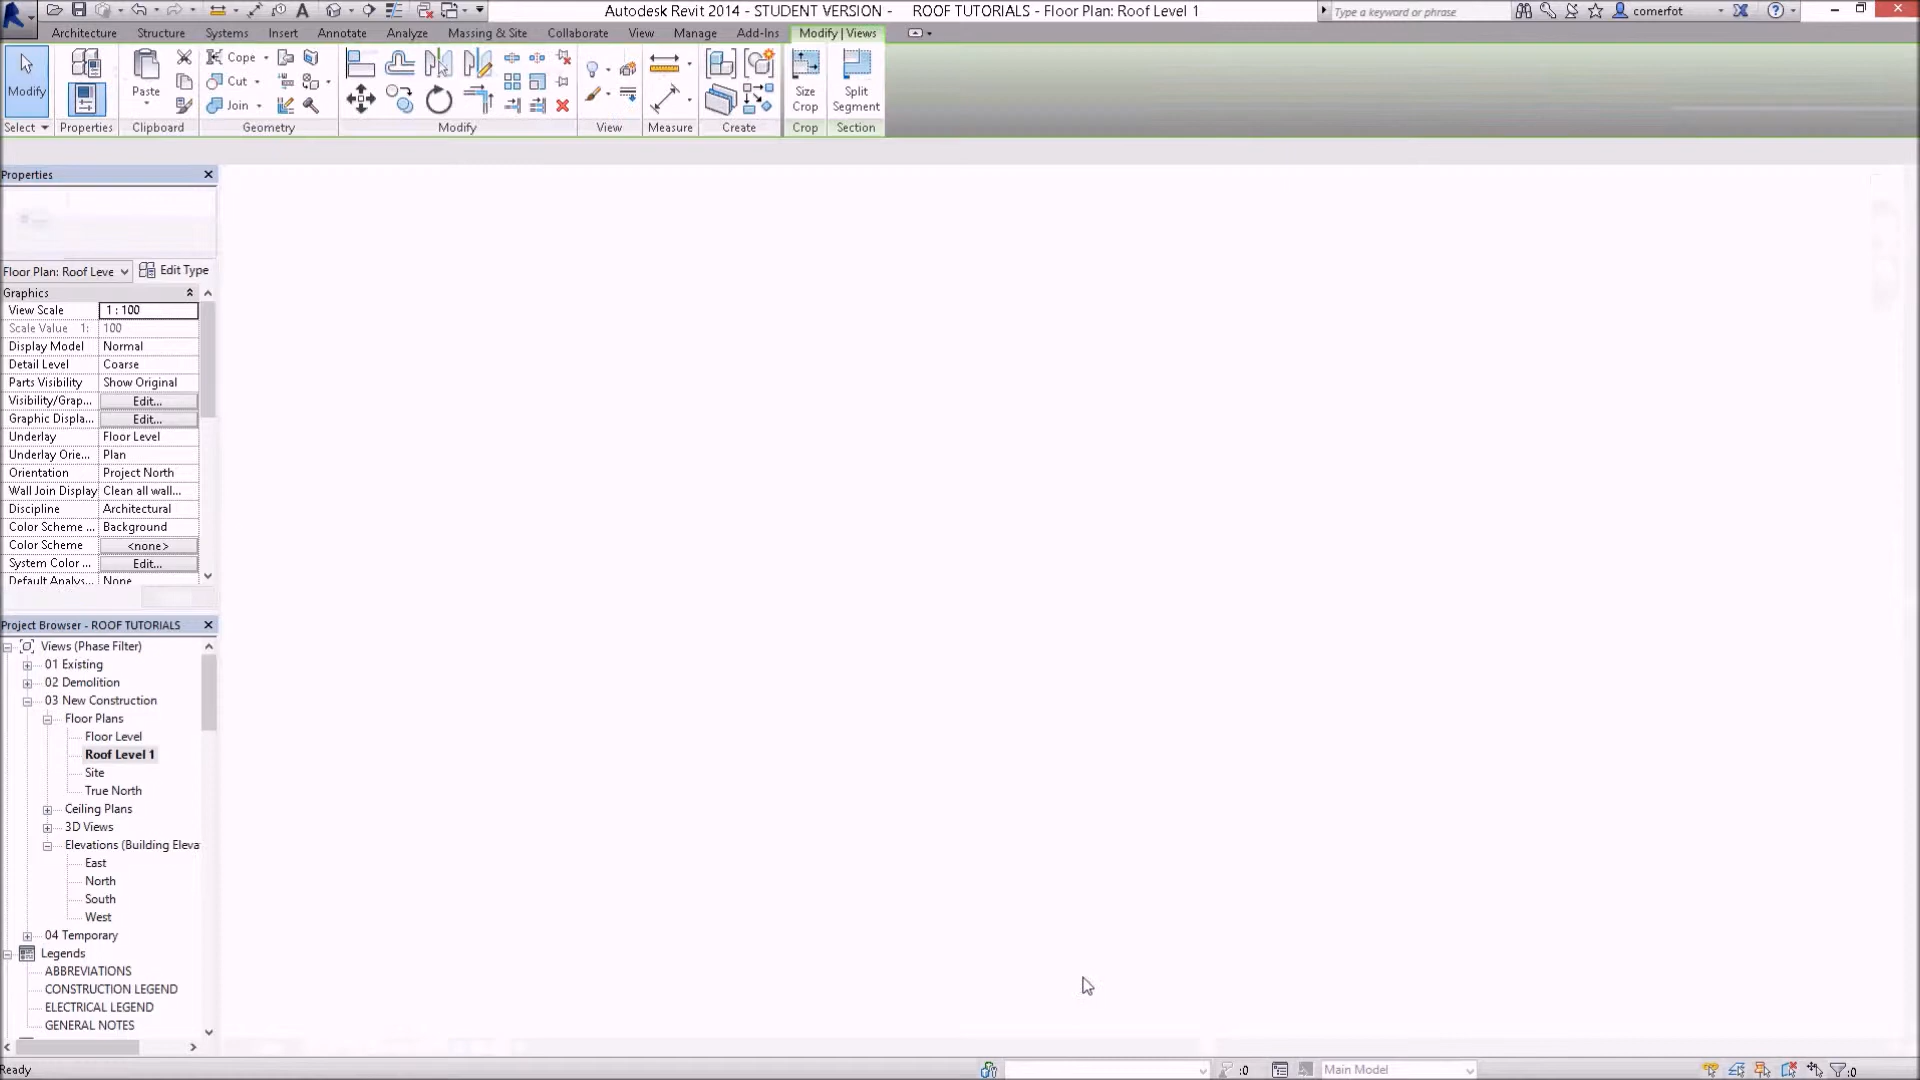 Autodesk Revit 2014 - STUDENT VERSION - ROOF TUTORIALS - Floor Plan: Roof Level 1
Type a keyword or phrase
comerfot
Architecture Structure Systems Insert Annotate Analyze Massing & Site Collaborate View Manage Add-Ins Modify | Views
Modify
Paste
Cope
Cut
Join
Size Crop
Split Segment
Select Properties Clipboard Geometry Modify View Measure Create Crop Section
Properties
Floor Plan: Roof Leve Edit Type
Graphics
View Scale 1 : 100
Scale Value 1: 100
Display Model Normal
Detail Level Coarse
Parts Visibility Show Original
Visibility/Grap... Edit...
Graphic Displa... Edit...
Underlay Floor Level
Underlay Orie... Plan
Orientation Project North
Wall Join Display Clean all wall...
Discipline Architectural
Color Scheme ... Background
Color Scheme <none>
System Color ... Edit...
Default Analys... None
Project Browser - ROOF TUTORIALS
Views (Phase Filter)
01 Existing
02 Demolition
03 New Construction
Floor Plans
Floor Level
Roof Level 1
Site
True North
Ceiling Plans
3D Views
Elevations (Building Eleva
East
North
South
West
04 Temporary
Legends
ABBREVIATIONS
CONSTRUCTION LEGEND
ELECTRICAL LEGEND
GENERAL NOTES
Ready
:0
Main Model
:0